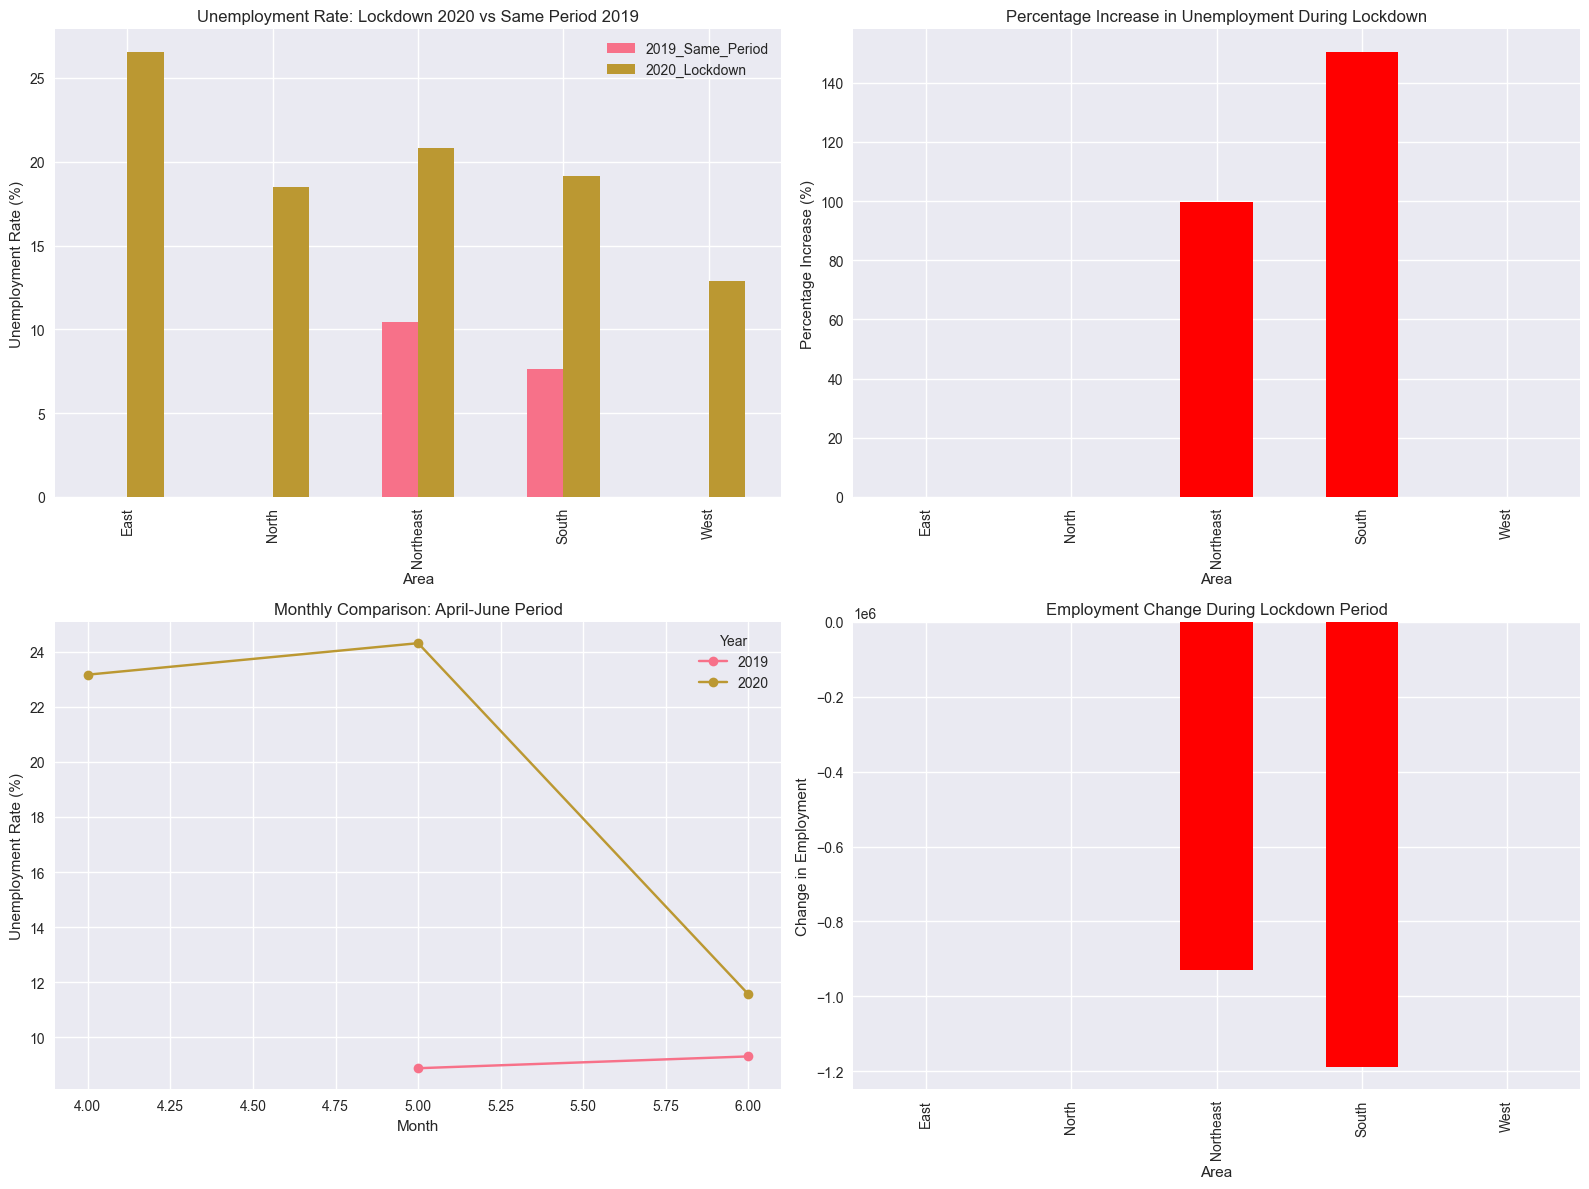 Unemployment Rate: Lockdown 2020 vs Same Period 2019
2019_Same_Period
2020_Lockdown
Unemployment Rate (%)
25
20
15
10
5
0
East
North
Northeast
South
West
Area
Percentage Increase in Unemployment During Lockdown
Percentage Increase (%)
140
120
100
80
60
40
20
0
East
North
Northeast
South
West
Area
Monthly Comparison: April-June Period
Year
2019
2020
Unemployment Rate (%)
24
22
20
18
16
14
12
10
4.00
4.25
4.50
4.75
5.00
5.25
5.50
5.75
6.00
Month
Employment Change During Lockdown Period
1e6
Change in Employment
0.0
−0.2
−0.4
−0.6
−0.8
−1.0
−1.2
East
North
Northeast
South
West
Area